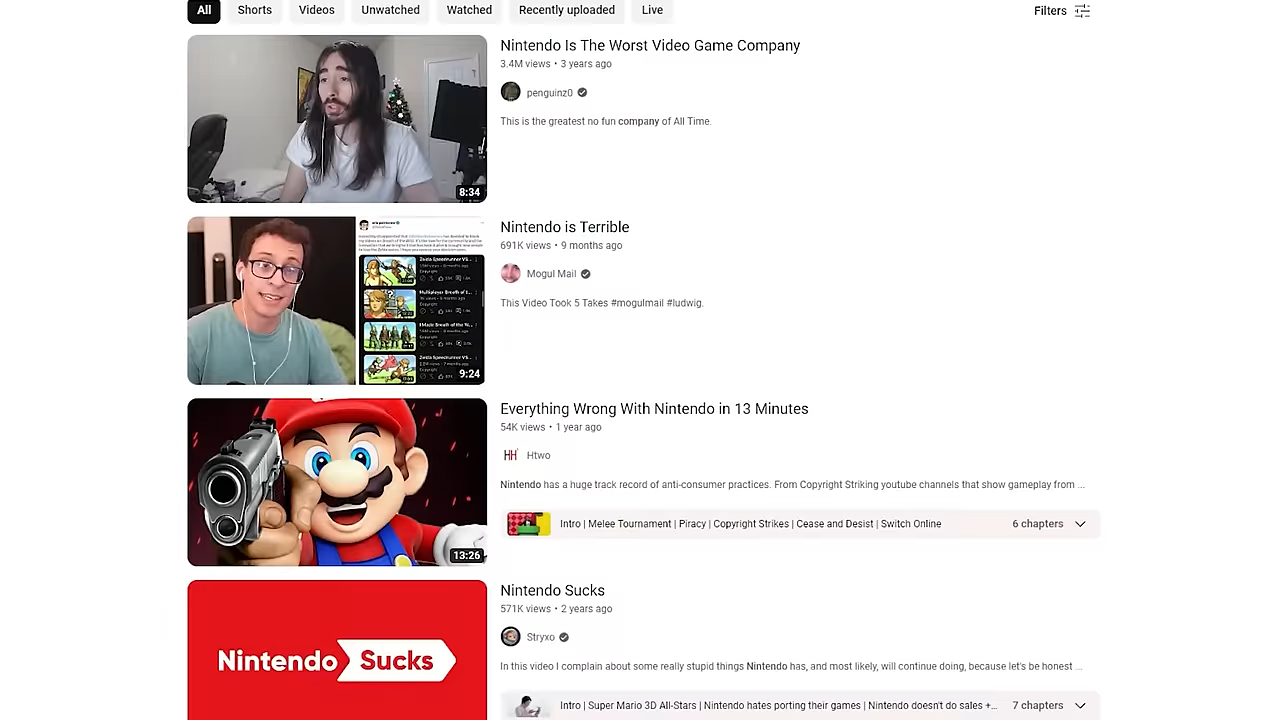 All Shorts Videos Unwatched Watched Recently uploaded Live Filters
Nintendo Is The Worst Video Game Company
3.4M views • 3 years ago
penguinz0
This is the greatest no fun company of All Time.
8:34
Nintendo is Terrible
691K views • 9 months ago
Mogul Mail
This Video Took 5 Takes #mogulmail #ludwig.
9:24
Everything Wrong With Nintendo in 13 Minutes
54K views • 1 year ago
HH Htwo
Nintendo has a huge track record of anti-consumer practices. From Copyright Striking youtube channels that show gameplay from ...
Intro | Melee Tournament | Piracy | Copyright Strikes | Cease and Desist | Switch Online 6 chapters
13:26
Nintendo Sucks
571K views • 2 years ago
Stryxo
In this video I complain about some really stupid things Nintendo has, and most likely, will continue doing, because let's be honest ...
Intro | Super Mario 3D All-Stars | Nintendo hates porting their games | Nintendo doesn't do sales +... 7 chapters
Nintendo Sucks